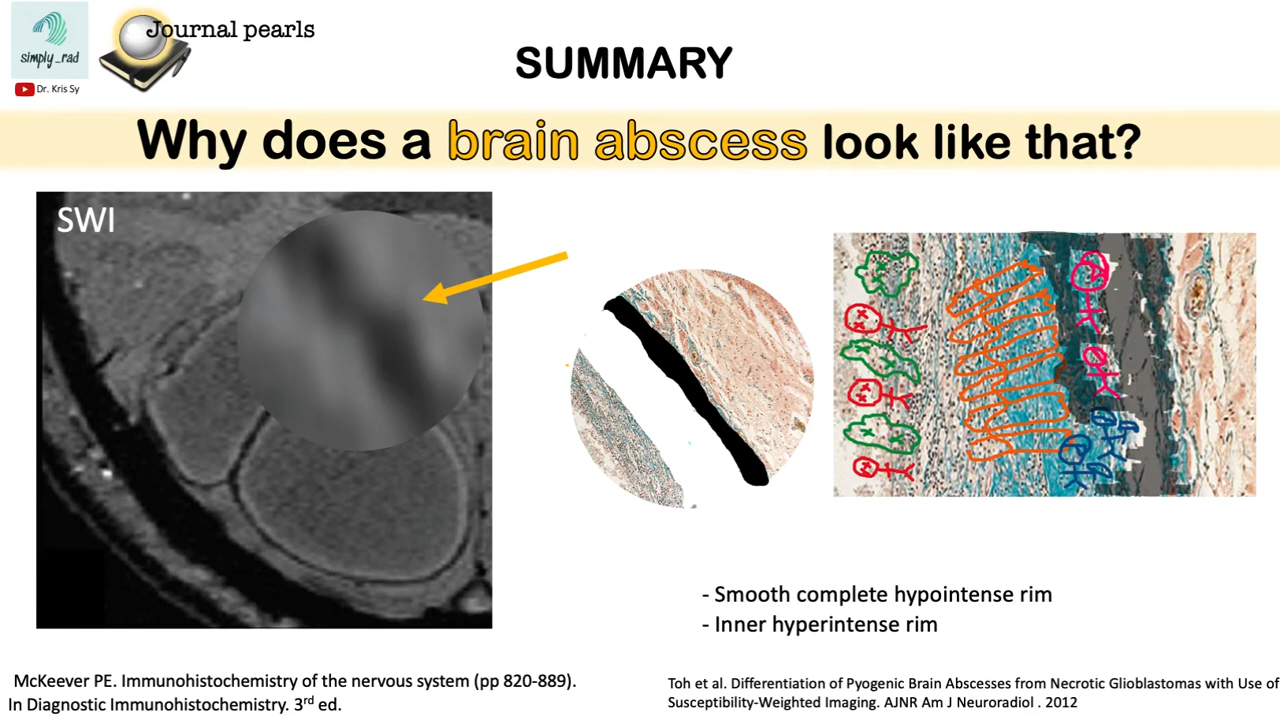 Journal pearls
simply_rad
Dr. Kris Sy
SUMMARY
Why does a brain abscess look like that?
SWI
- Smooth complete hypointense rim
- Inner hyperintense rim
McKeever PE. Immunohistochemistry of the nervous system (pp 820-889).
In Diagnostic Immunohistochemistry. 3rd ed.
Toh et al. Differentiation of Pyogenic Brain Abscesses from Necrotic Glioblastomas with Use of
Susceptibility-Weighted Imaging. AJNR Am J Neuroradiol . 2012